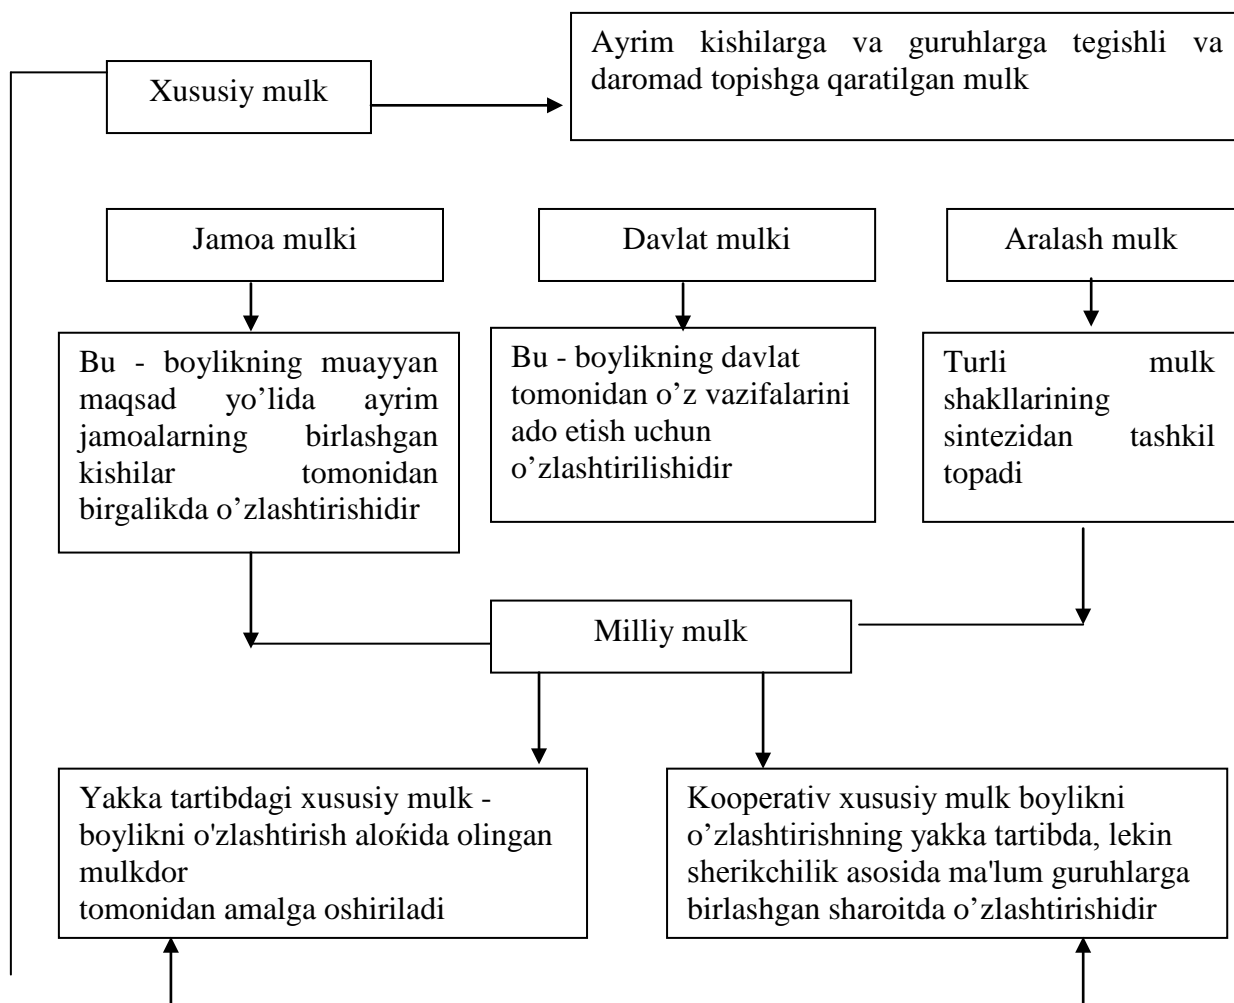 Xususiy mulk
Ayrim kishilarga va guruhlarga tegishli va
daromad topishga qaratilgan mulk
Jamoa mulki
Davlat mulki
Aralash mulk
Bu - boylikning muayyan
maqsad yo’lida ayrim
jamoalarning birlashgan
kishilar tomonidan
birgalikda o’zlashtirishidir
Bu - boylikning davlat
tomonidan o’z vazifalarini
ado etish uchun
o’zlashtirilishidir
Turli mulk
shakllarining
sintezidan tashkil
topadi
Milliy mulk
Yakka tartibdagi xususiy mulk -
boylikni o'zlashtirish aloḱida olingan
mulkdor
tomonidan amalga oshiriladi
Kooperativ xususiy mulk boylikni
o’zlashtirishning yakka tartibda, lekin
sherikchilik asosida ma'lum guruhlarga
birlashgan sharoitda o’zlashtirishidir